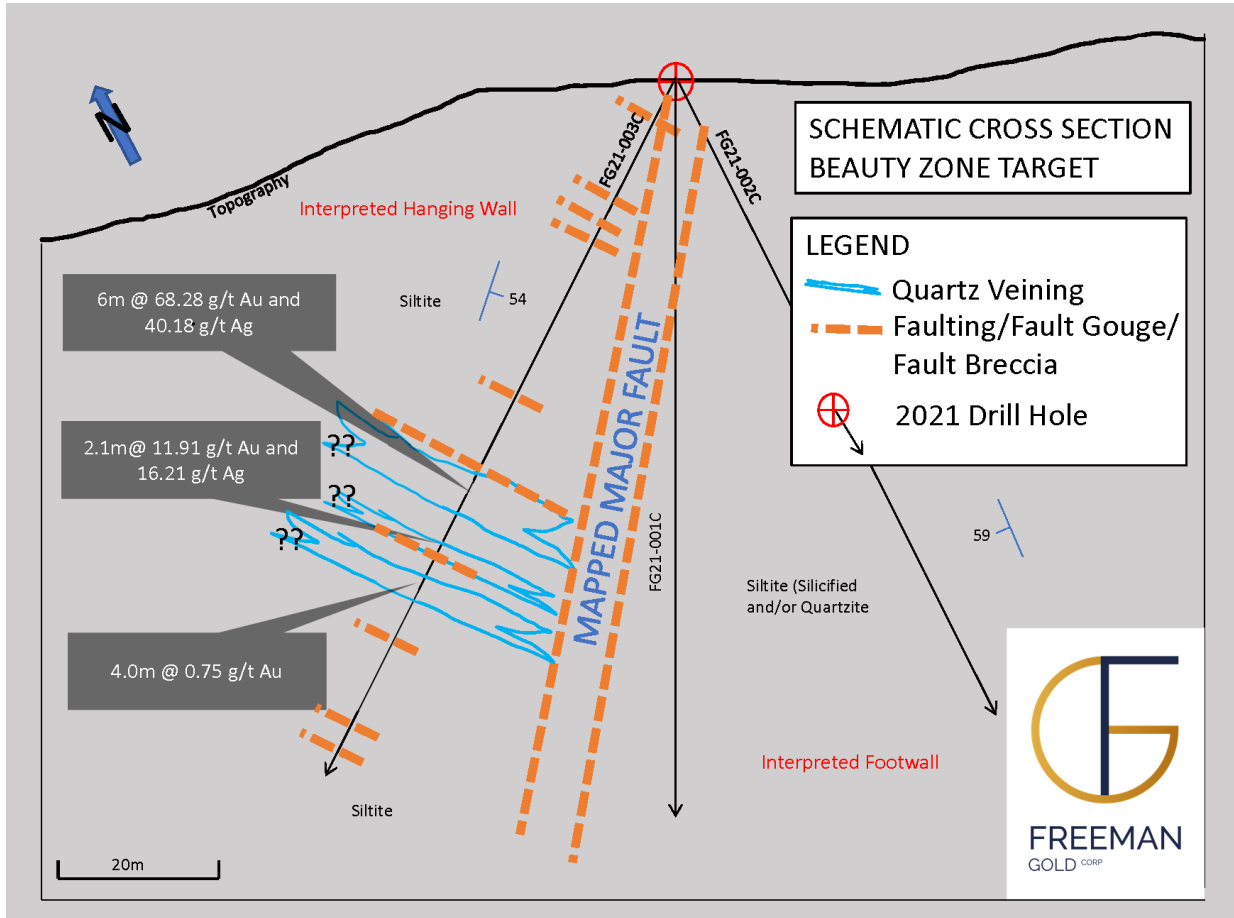 N
Topography
FG21-003C
FG21-002C
SCHEMATIC CROSS SECTION
BEAUTY ZONE TARGET
Interpreted Hanging Wall
LEGEND
Quartz Veining
Faulting/Fault Gouge/
Fault Breccia
2021 Drill Hole
6m @ 68.28 g/t Au and
40.18 g/t Ag
Siltite
54
MAPPED MAJOR FAULT
2.1m@ 11.91 g/t Au and
16.21 g/t Ag
??
??
??
FG21-001C
59
Siltite (Silicified
and/or Quartzite
4.0m @ 0.75 g/t Au
Interpreted Footwall
Siltite
20m
FREEMAN
GOLD CORP